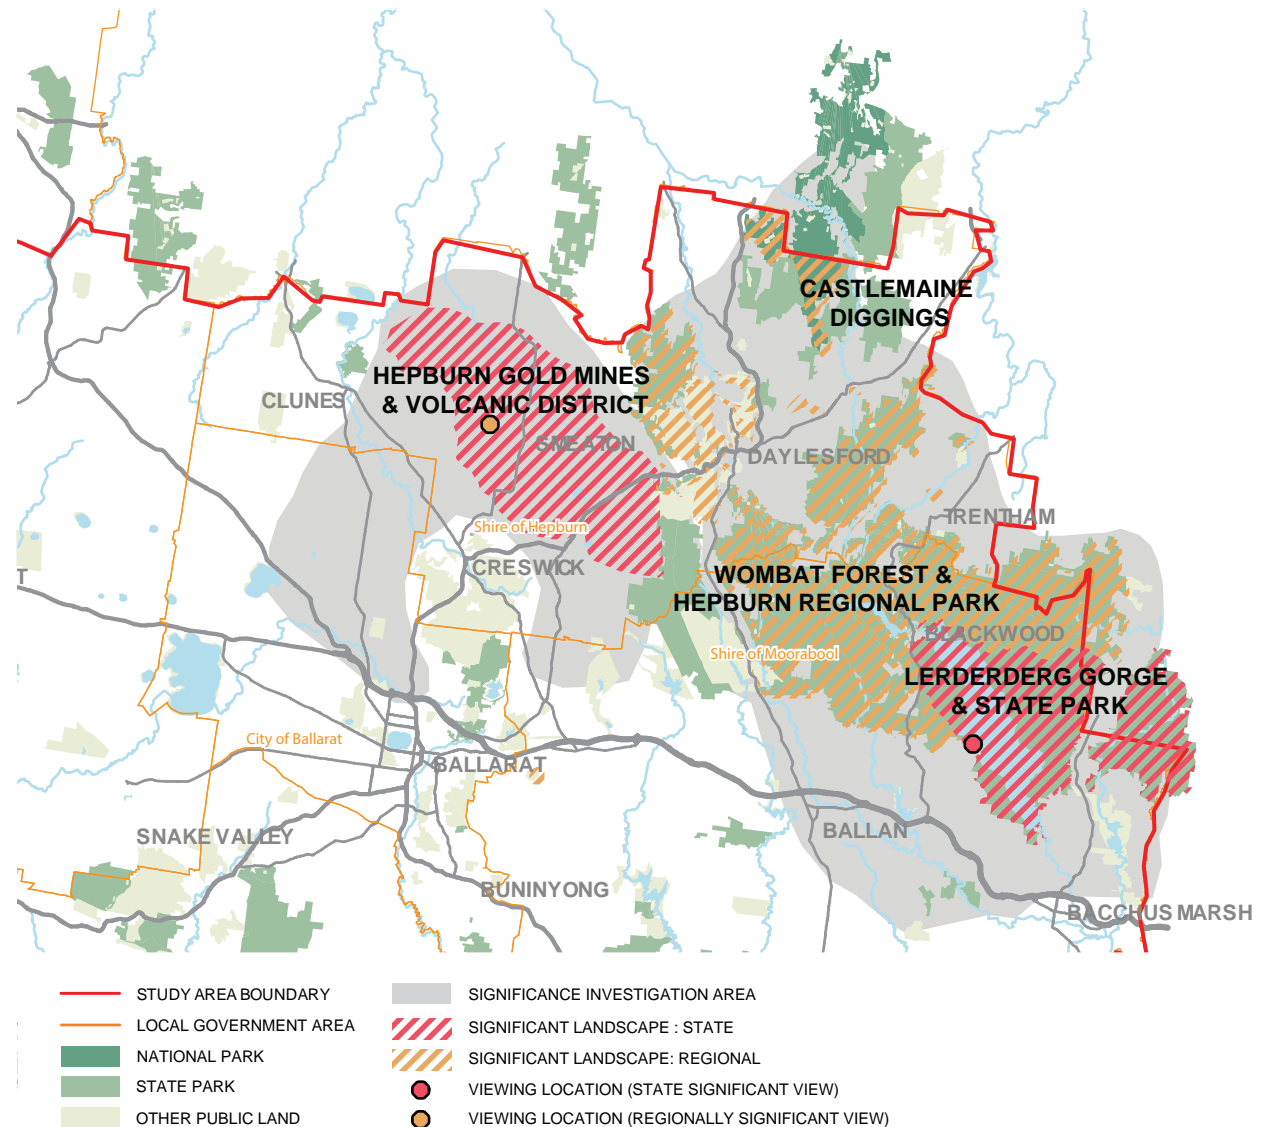 CASTLEMAINE
DIGGINGS
HEPBURN GOLD MINES
& VOLCANIC DISTRICT
CLUNES
SMEATON
DAYLESFORD
TRENTHAM
Shire of Hepburn
CRESWICK
T
WOMBAT FOREST &
HEPBURN REGIONAL PARK
BLACKWOOD
Shire of Moorabool
LERDERDERG GORGE
& STATE PARK
City of Ballarat
BALLARAT
SNAKE VALLEY
BALLAN
BUNINYONG
BACCHUS MARSH
STUDY AREA BOUNDARY
LOCAL GOVERNMENT AREA
NATIONAL PARK
STATE PARK
OTHER PUBLIC LAND
SIGNIFICANCE INVESTIGATION AREA
SIGNIFICANT LANDSCAPE : STATE
SIGNIFICANT LANDSCAPE: REGIONAL
VIEWING LOCATION (STATE SIGNIFICANT VIEW)
VIEWING LOCATION (REGIONALLY SIGNIFICANT VIEW)